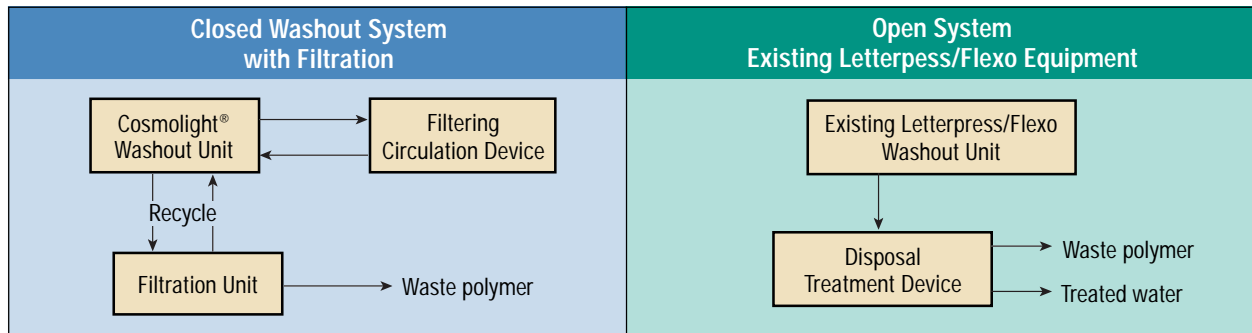 Closed Washout System
with Filtration
Cosmolight®
Washout Unit
Filtering
Circulation Device
Recycle
Filtration Unit
Waste polymer
Open System
Existing Letterpess/Flexo Equipment
Existing Letterpress/Flexo
Washout Unit
Disposal
Treatment Device
Waste polymer
Treated water